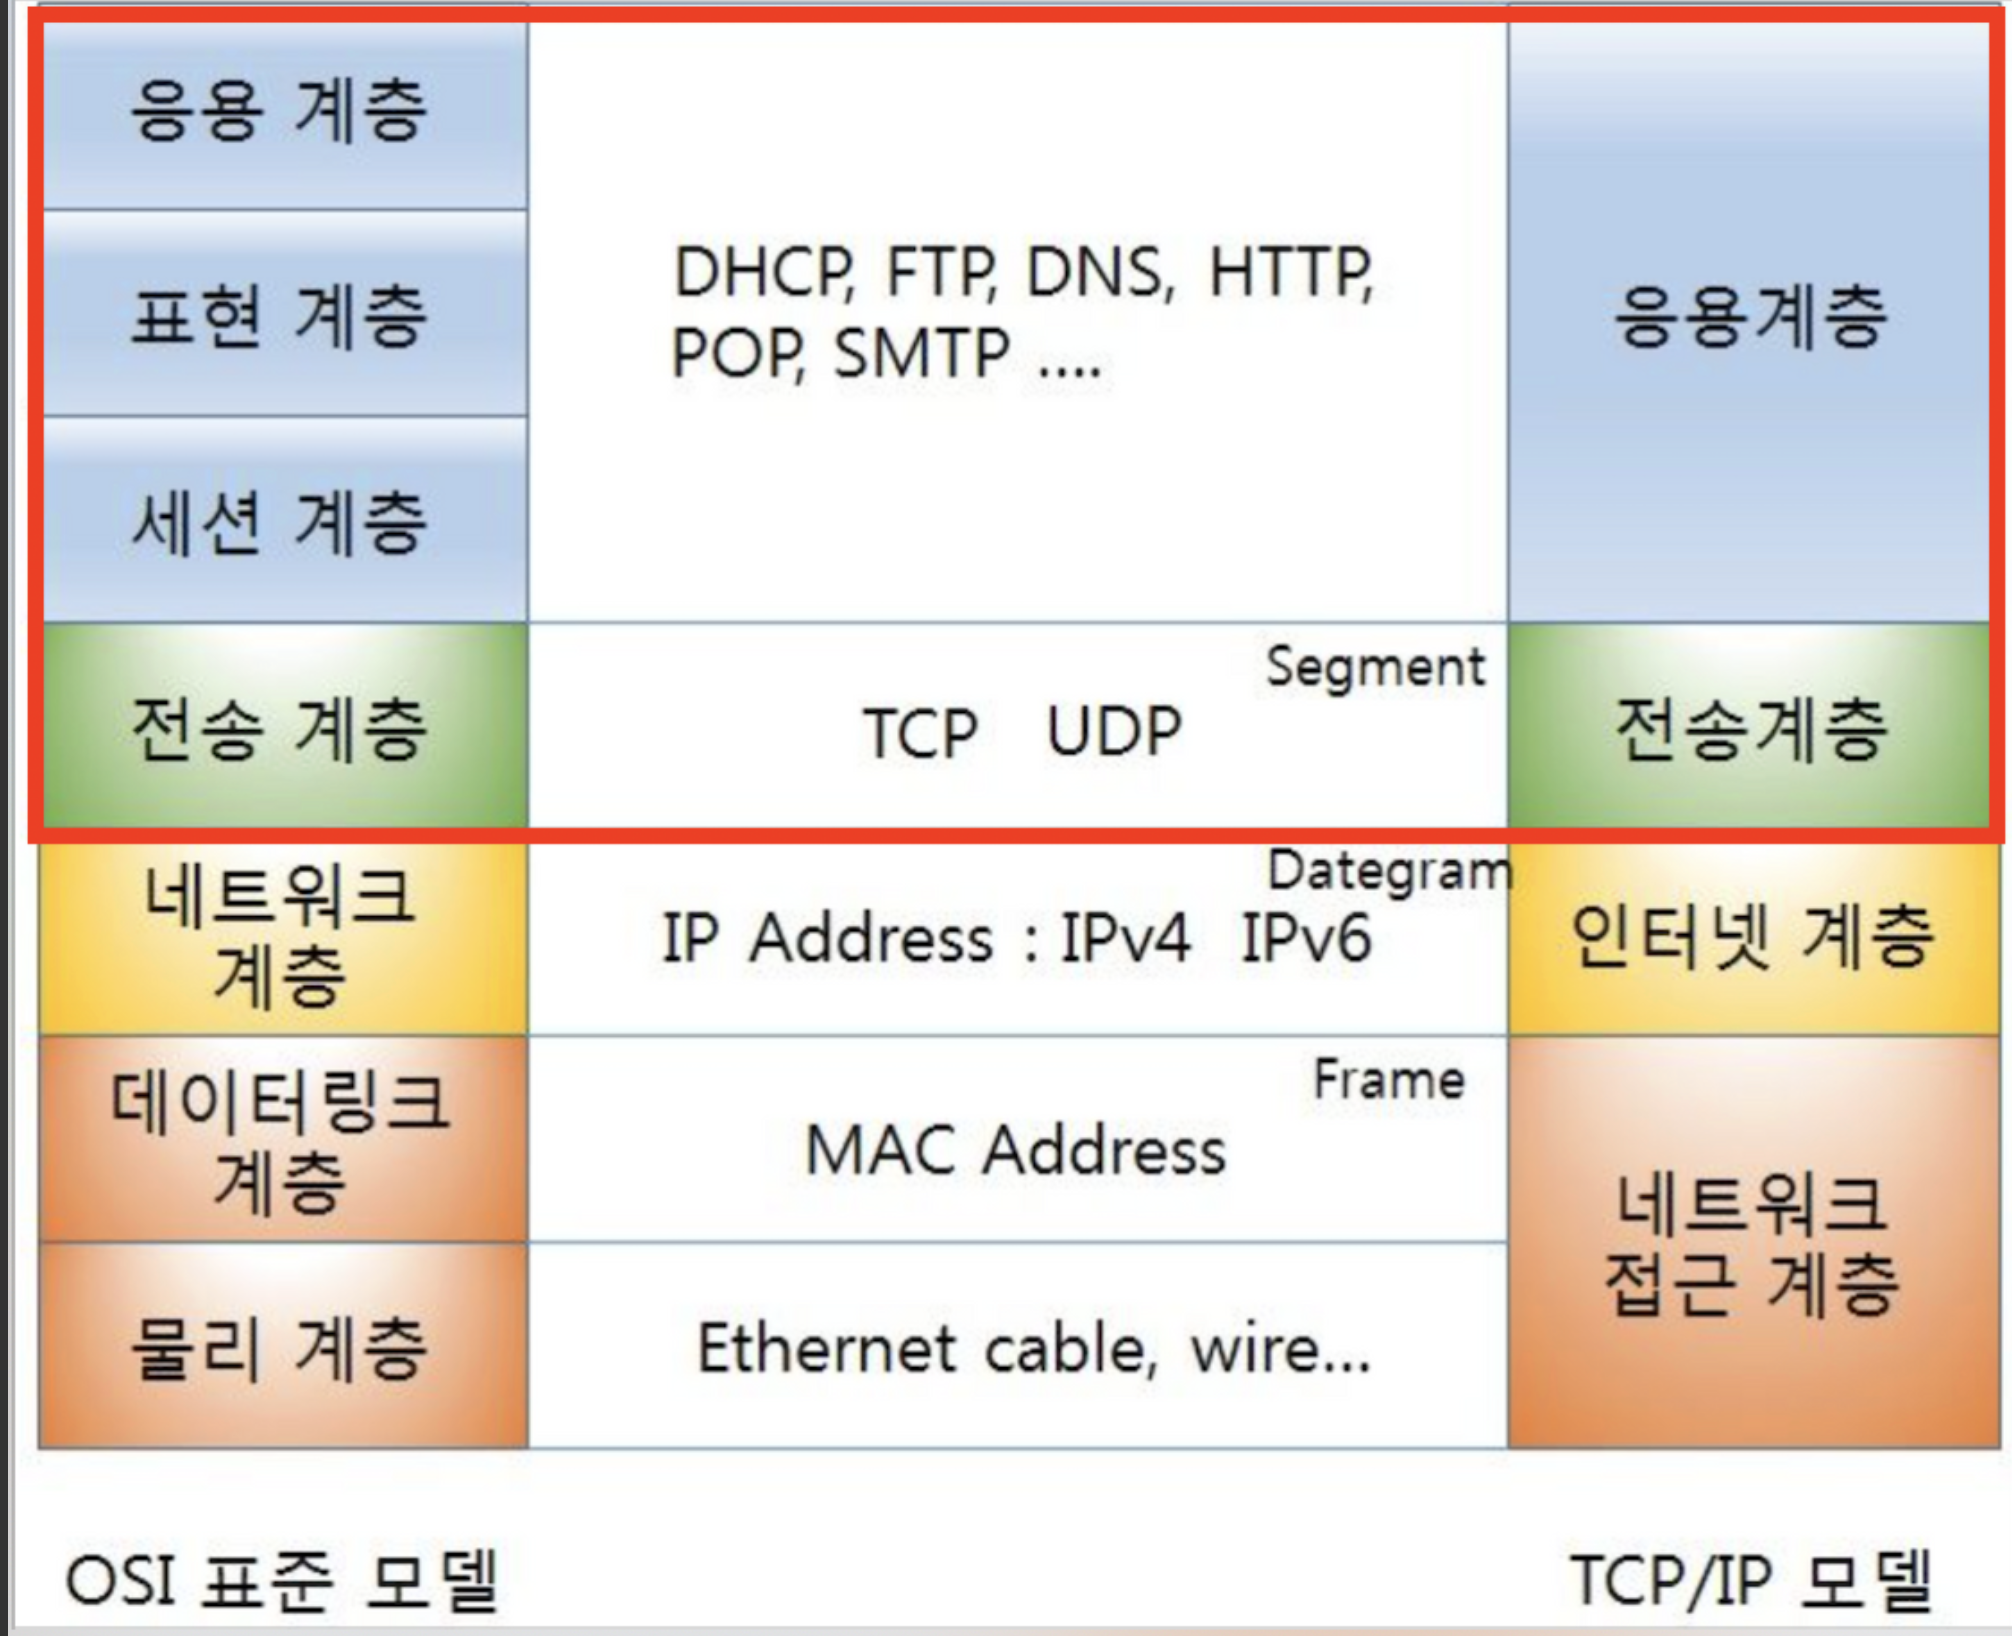 응용 계층
표현 계층
세션 계층
DHCP, FTP, DNS, HTTP,
POP, SMTP ....
응용계층
전송 계층
Segment
TCP UDP
전송계층
네트워크
계층
Dategram
IP Address : IPv4 IPv6
인터넷 계층
데이터링크
계층
Frame
MAC Address
물리 계층
Ethernet cable, wire...
네트워크
접근 계층
OSI 표준 모델
TCP/IP 모델